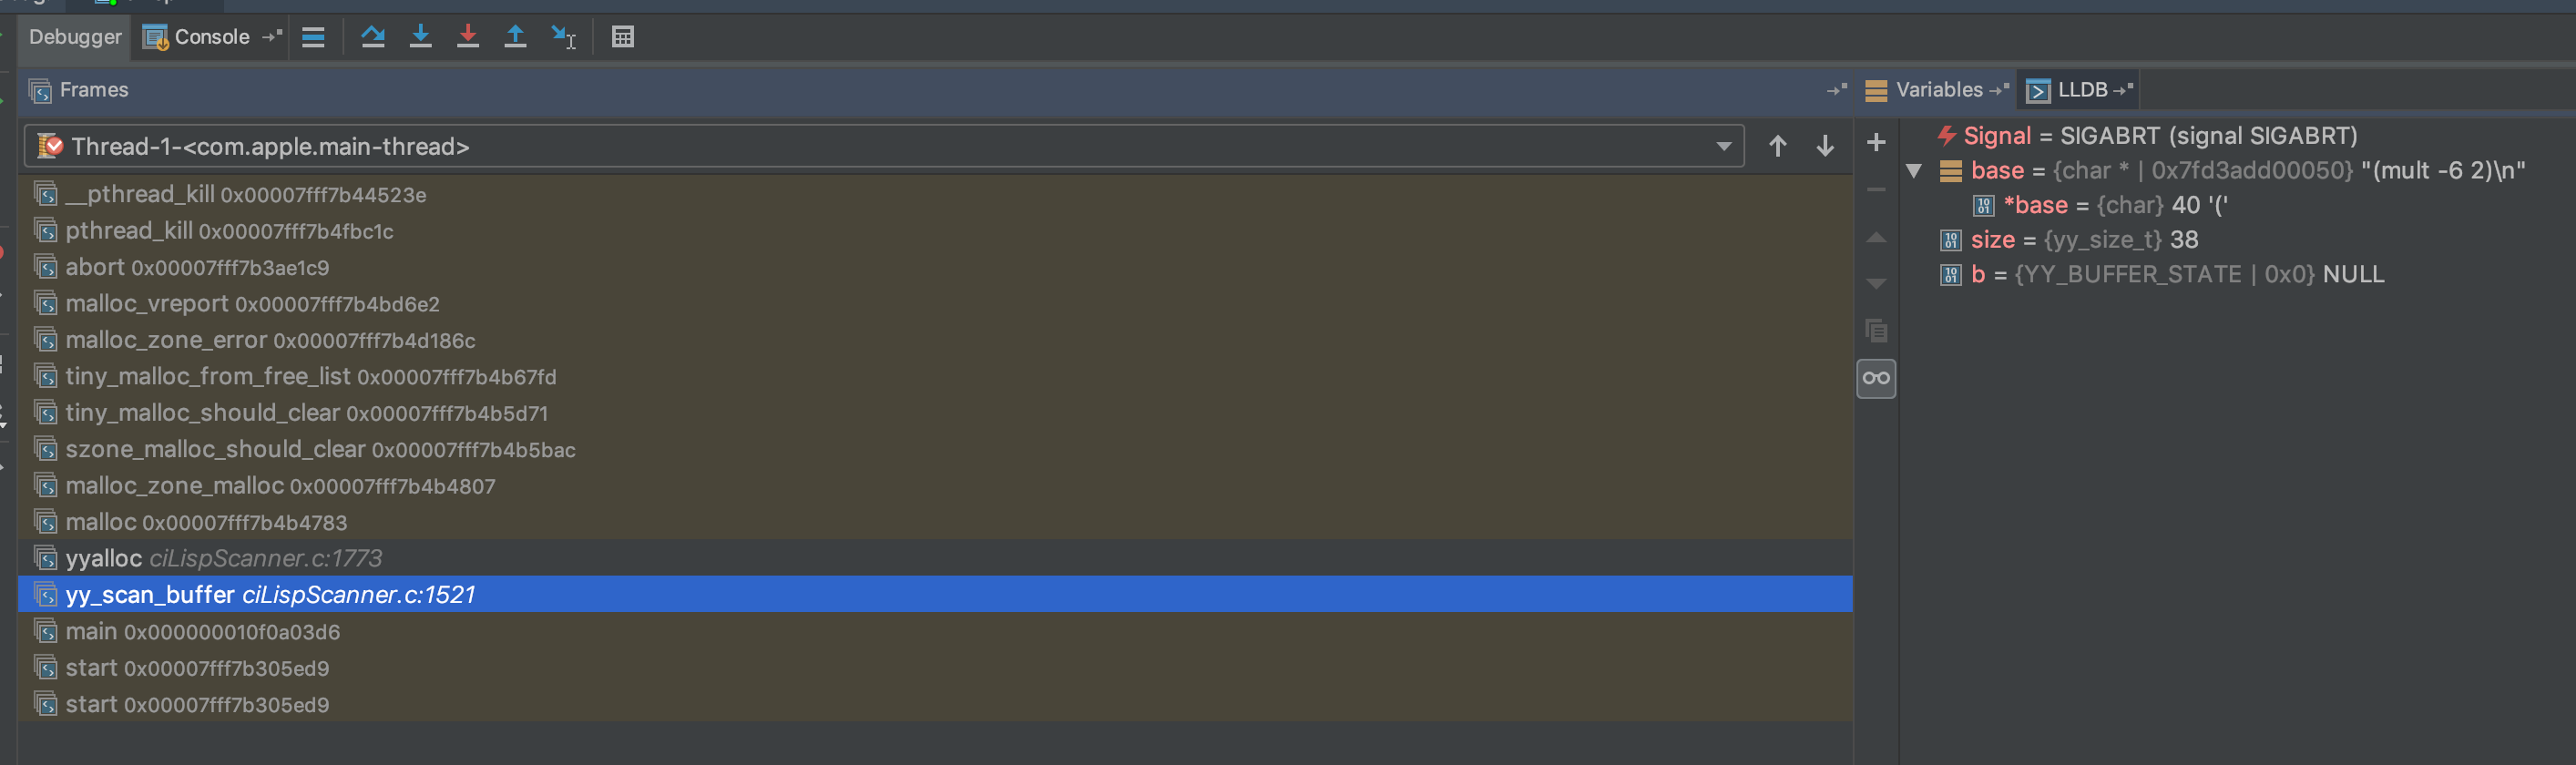 Debugger Console
Frames
Variables LLDB
Thread-1-<com.apple.main-thread>
__pthread_kill 0x00007fff7b44523e
pthread_kill 0x00007fff7b4fbc1c
abort 0x00007fff7b3ae1c9
malloc_vreport 0x00007fff7b4bd6e2
malloc_zone_error 0x00007fff7b4d186c
tiny_malloc_from_free_list 0x00007fff7b4b67fd
tiny_malloc_should_clear 0x00007fff7b4b5d71
szone_malloc_should_clear 0x00007fff7b4b5bac
malloc_zone_malloc 0x00007fff7b4b4807
malloc 0x00007fff7b4b4783
yyalloc ciLispScanner.c:1773
yy_scan_buffer ciLispScanner.c:1521
main 0x000000010f0a03d6
start 0x00007fff7b305ed9
start 0x00007fff7b305ed9
Signal = SIGABRT (signal SIGABRT)
base = {char * | 0x7fd3add00050} "(mult -6 2)\n"
*base = {char} 40 '('
size = {yy_size_t} 38
b = {YY_BUFFER_STATE | 0x0} NULL